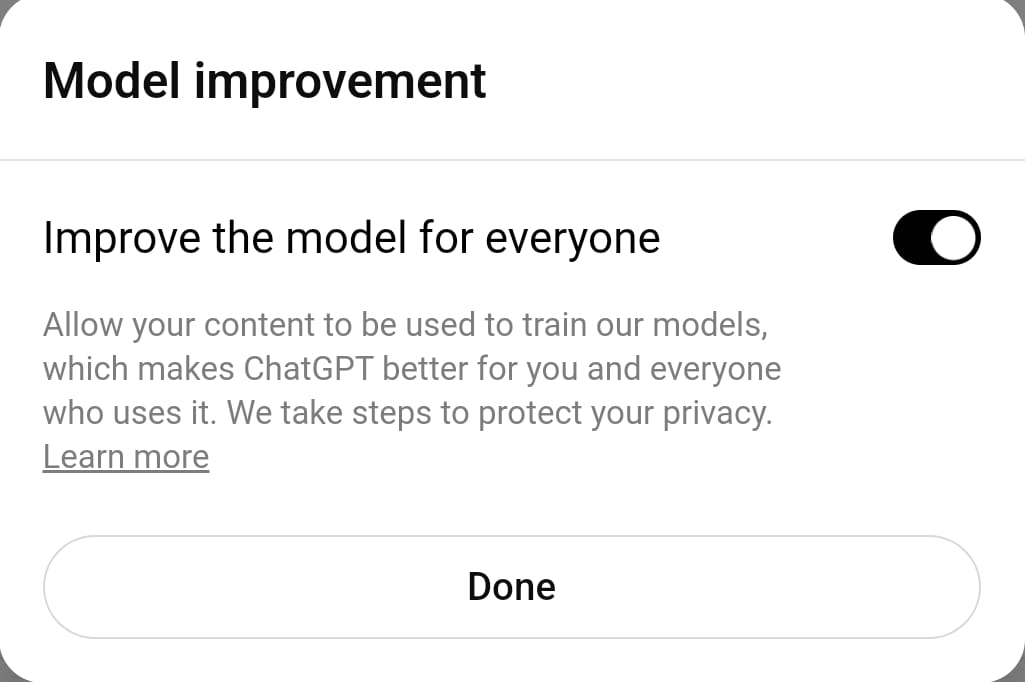 Model improvement
Improve the model for everyone
Allow your content to be used to train our models,
which makes ChatGPT better for you and everyone
who uses it. We take steps to protect your privacy.
Learn more
Done